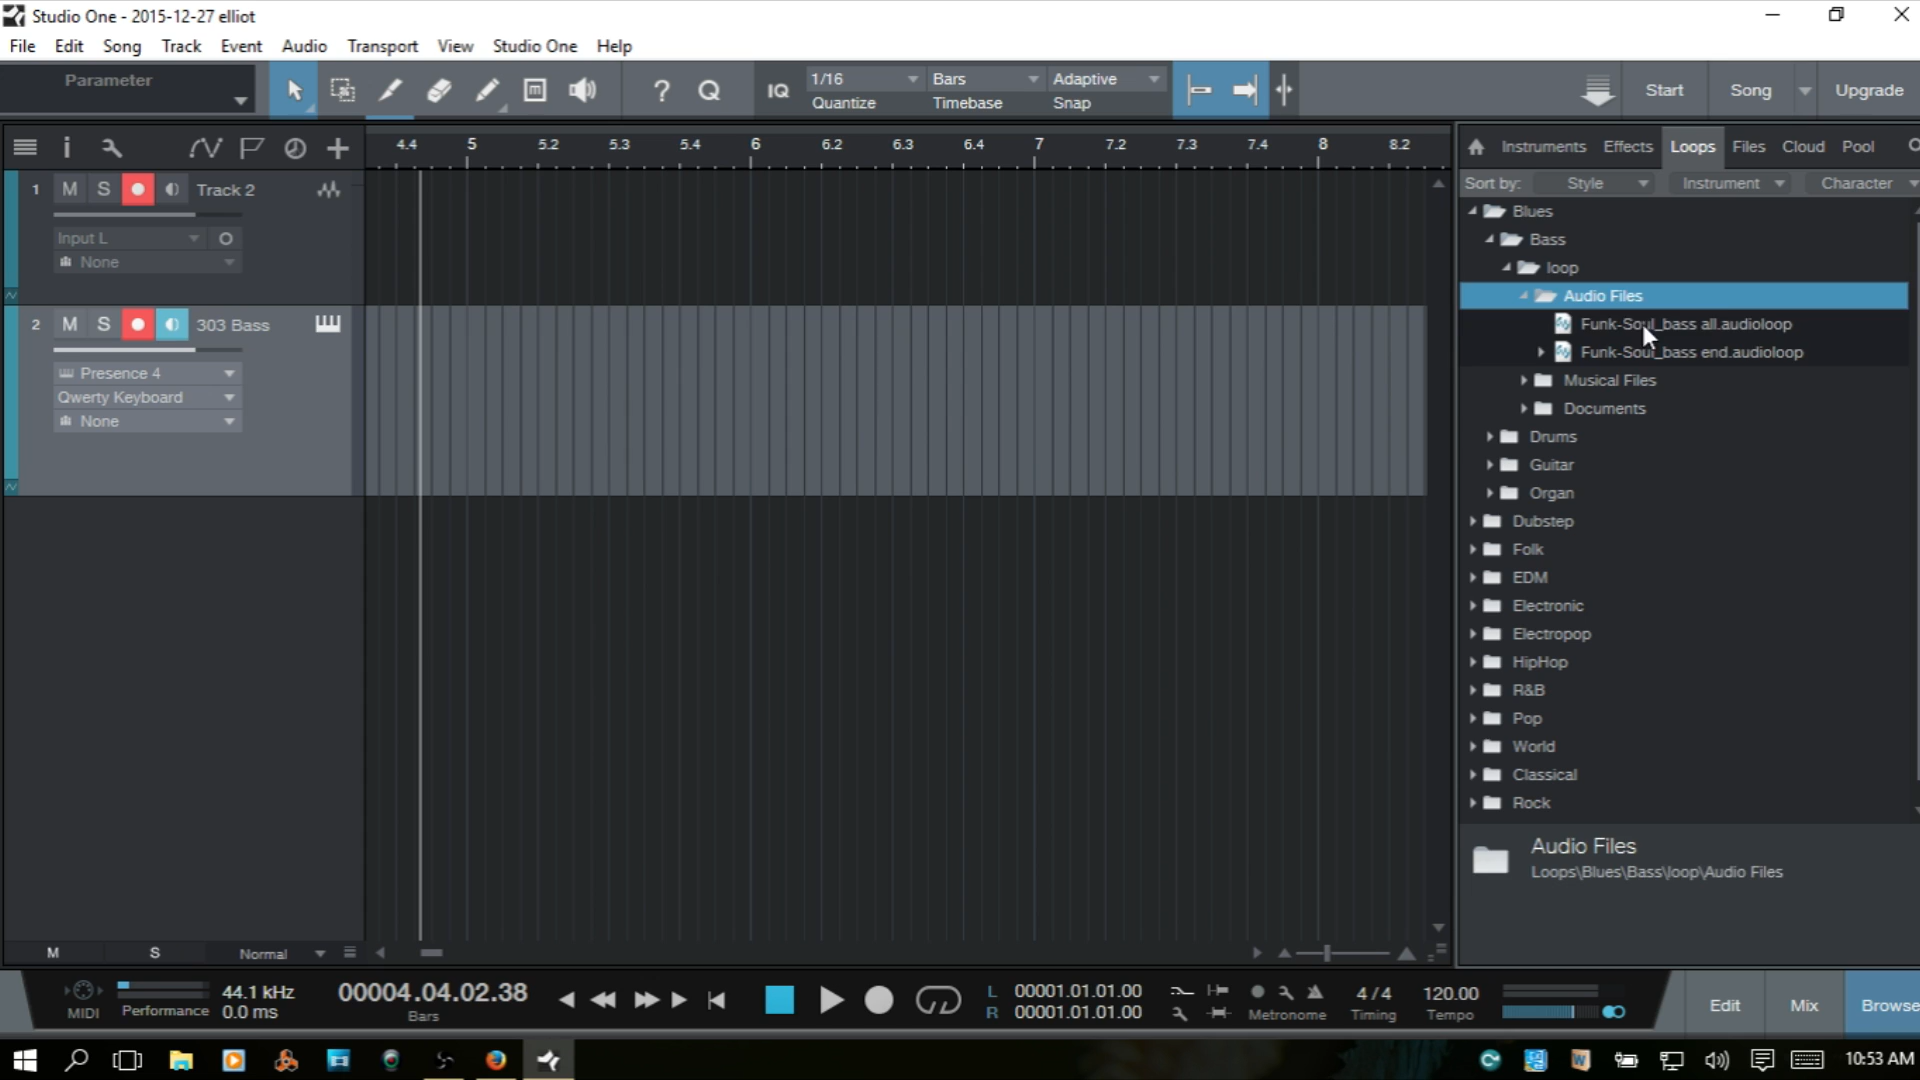 Studio One - 2015-12-27 elliot
File Edit Song Track Event Audio Transport View Studio One Help
Parameter
? Q IQ 1/16 Bars Adaptive
Quantize Timebase Snap
Start Song Upgrade
4.4 5 5.2 5.3 5.4 6 6.2 6.3 6.4 7 7.2 7.3 7.4 8 8.2
Instruments Effects Loops Files Cloud Pool
Sort by: Style Instrument Character
1 M S Track 2
Input L
None
2 M S 303 Bass
Presence 4
Qwerty Keyboard
None
Blues
Bass
loop
Audio Files
Funk-Soul_bass all.audioloop
Funk-Soul_bass end.audioloop
Musical Files
Documents
Drums
Guitar
Organ
Dubstep
Folk
EDM
Electronic
Electropop
HipHop
R&B
Pop
World
Classical
Rock
Audio Files
Loops\Blues\Bass\loop\Audio Files
M S Normal
MIDI
Performance
44.1 kHz
0.0 ms
00004.04.02.38
Bars
L 00001.01.01.00
R 00001.01.01.00
Metronome
4/4
Timing
120.00
Tempo
Edit Mix Browse
10:53 AM